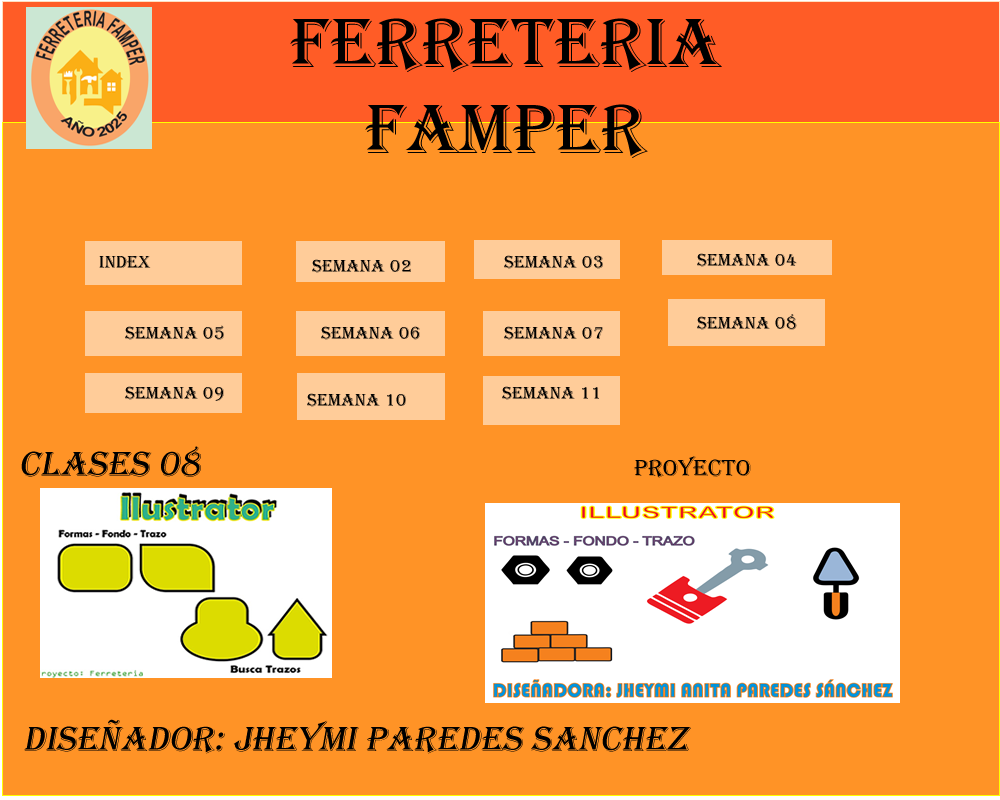 FERRETERIA FAMPER
AÑO 2025
FERRETERIA
FAMPER
INDEX
SEMANA 02
SEMANA 03
SEMANA 04
SEMANA 05
SEMANA 06
SEMANA 07
SEMANA 08
SEMANA 09
SEMANA 10
SEMANA 11
CLASES 08
Ilustrator
Formas - Fondo - Trazo
Busca Trazos
royecto: Ferreteria
PROYECTO
ILLUSTRATOR
FORMAS - FONDO - TRAZO
DISEÑADORA: JHEYMI ANITA PAREDES SÁNCHEZ
DISEÑADOR: JHEYMI PAREDES SANCHEZ